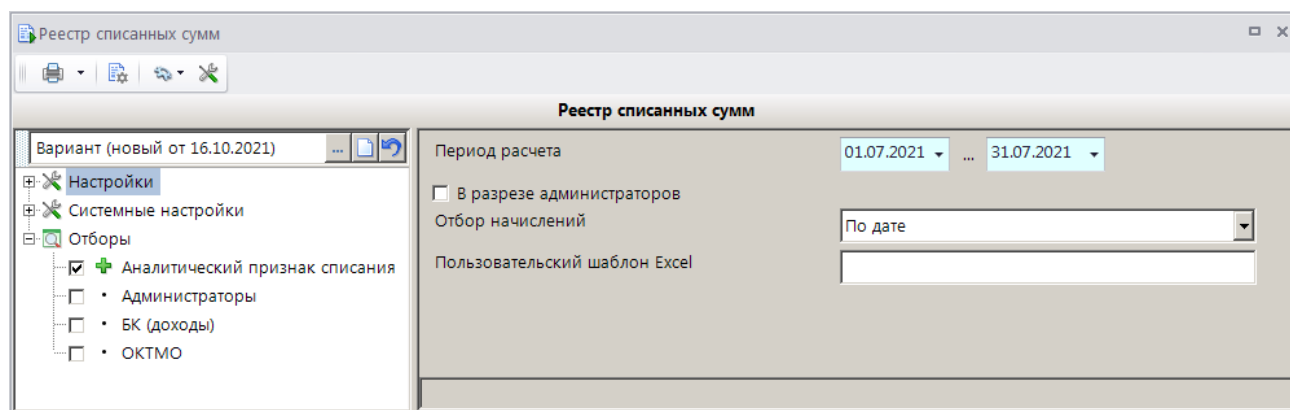 Реестр списанных сумм
Реестр списанных сумм
Вариант (новый от 16.10.2021) ...
Настройки
Системные настройки
Отборы
Аналитический признак списания
Администраторы
БК (доходы)
ОКТМО
Период расчета 01.07.2021 ... 31.07.2021
В разрезе администраторов
Отбор начислений По дате
Пользовательский шаблон Excel